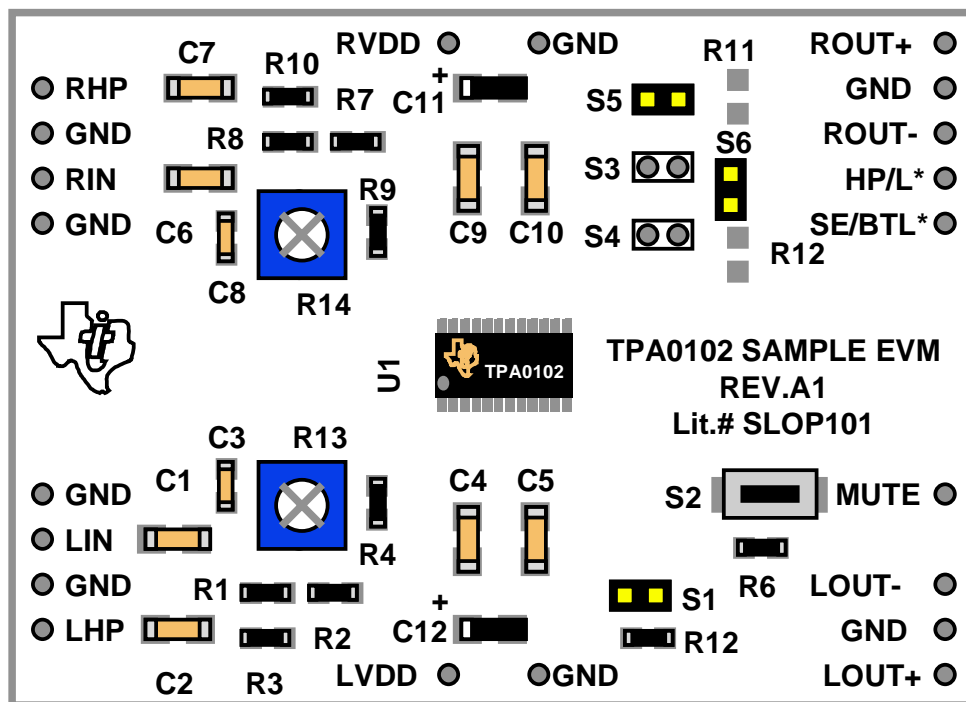 RVDD
GND
ROUT+
C7
R10
R11
RHP
+
C11
S5
GND
R7
GND
R8
S6
ROUT-
RIN
S3
HP/L*
R9
GND
C6
C9
C10
S4
SE/BTL*
R12
C8
R14
U1
TPA0102
TPA0102 SAMPLE EVM
REV.A1
Lit.# SLOP101
C3
R13
GND
C1
C4
C5
S2
MUTE
LIN
R4
R6
GND
R1
+
S1
LOUT-
LHP
R2
C12
R12
GND
C2
R3
LVDD
GND
LOUT+